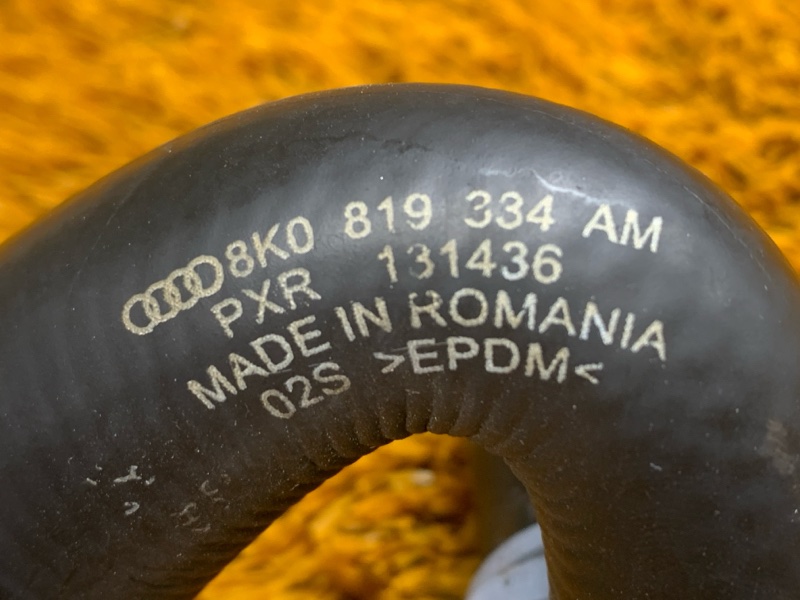 8K0 819 334 AM
PXR 131436
MADE IN ROMANIA
02S >EPDM<